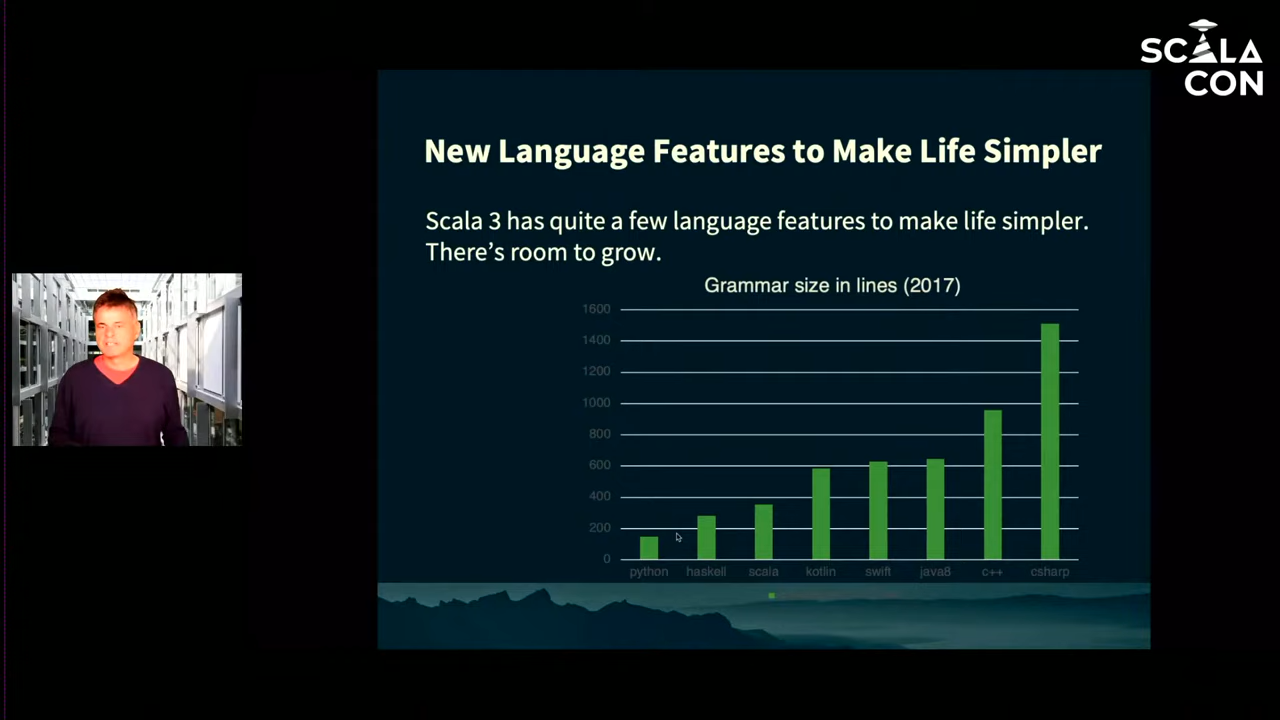 SCALA
CON
New Language Features to Make Life Simpler
Scala 3 has quite a few language features to make life simpler.
There's room to grow.
Grammar size in lines (2017)
1600
1400
1200
1000
800
600
400
200
0
python haskell scala kotlin swift java8 c++ csharp